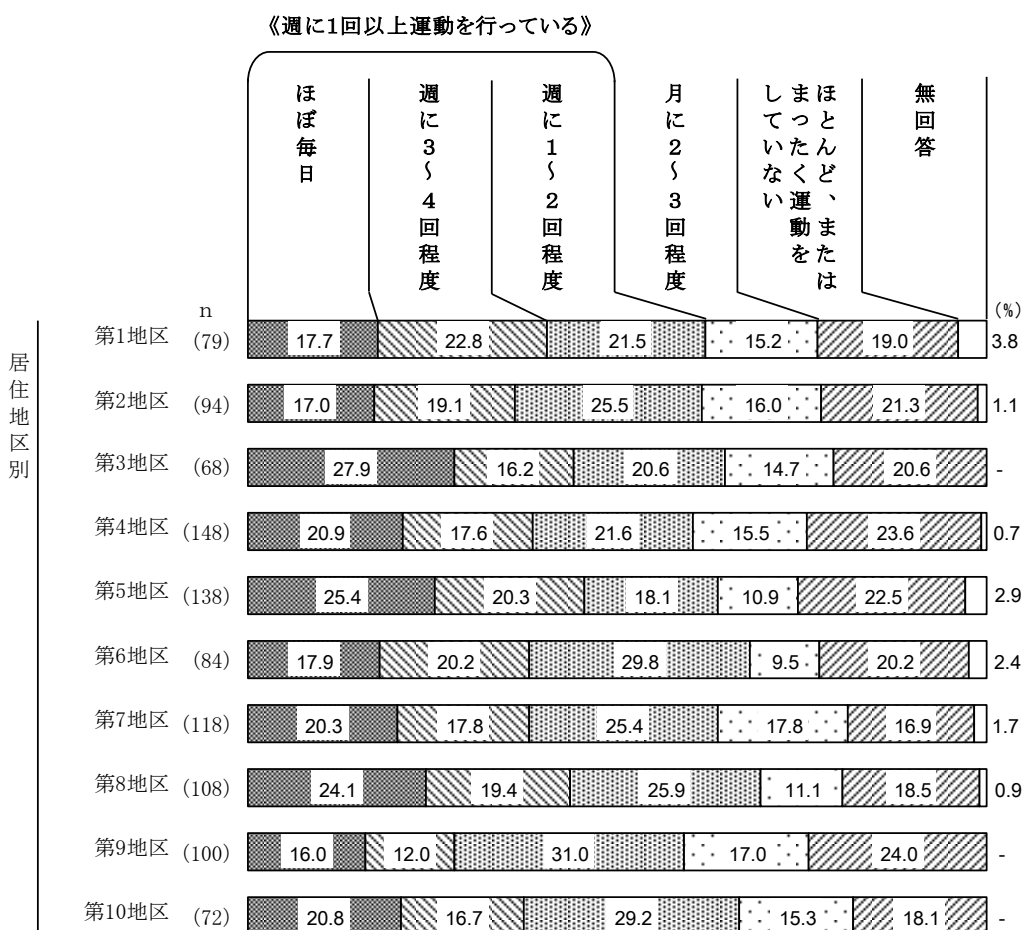 《週に1回以上運動を行っている》
ほぼ毎日
週に3～4回程度
週に1～2回程度
月に2～3回程度
ほとんど、または
まったく運動を
していない
無回答
n
(%)
居住地区別
第1地区 (79) 17.7 22.8 21.5 15.2 19.0 3.8
第2地区 (94) 17.0 19.1 25.5 16.0 21.3 1.1
第3地区 (68) 27.9 16.2 20.6 14.7 20.6 -
第4地区 (148) 20.9 17.6 21.6 15.5 23.6 0.7
第5地区 (138) 25.4 20.3 18.1 10.9 22.5 2.9
第6地区 (84) 17.9 20.2 29.8 9.5 20.2 2.4
第7地区 (118) 20.3 17.8 25.4 17.8 16.9 1.7
第8地区 (108) 24.1 19.4 25.9 11.1 18.5 0.9
第9地区 (100) 16.0 12.0 31.0 17.0 24.0 -
第10地区 (72) 20.8 16.7 29.2 15.3 18.1 -